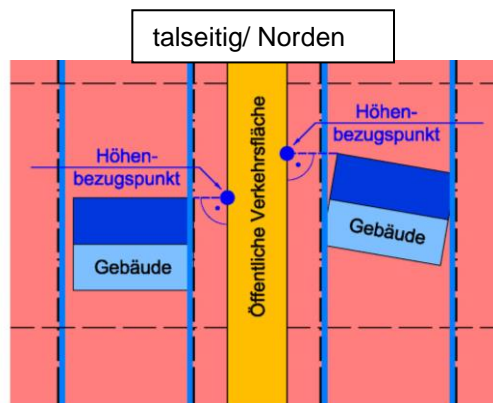 talseitig/ Norden
Höhen-
bezugspunkt
Gebäude
Öffentliche Verkehrsfläche
Höhen-
bezugspunkt
Gebäude